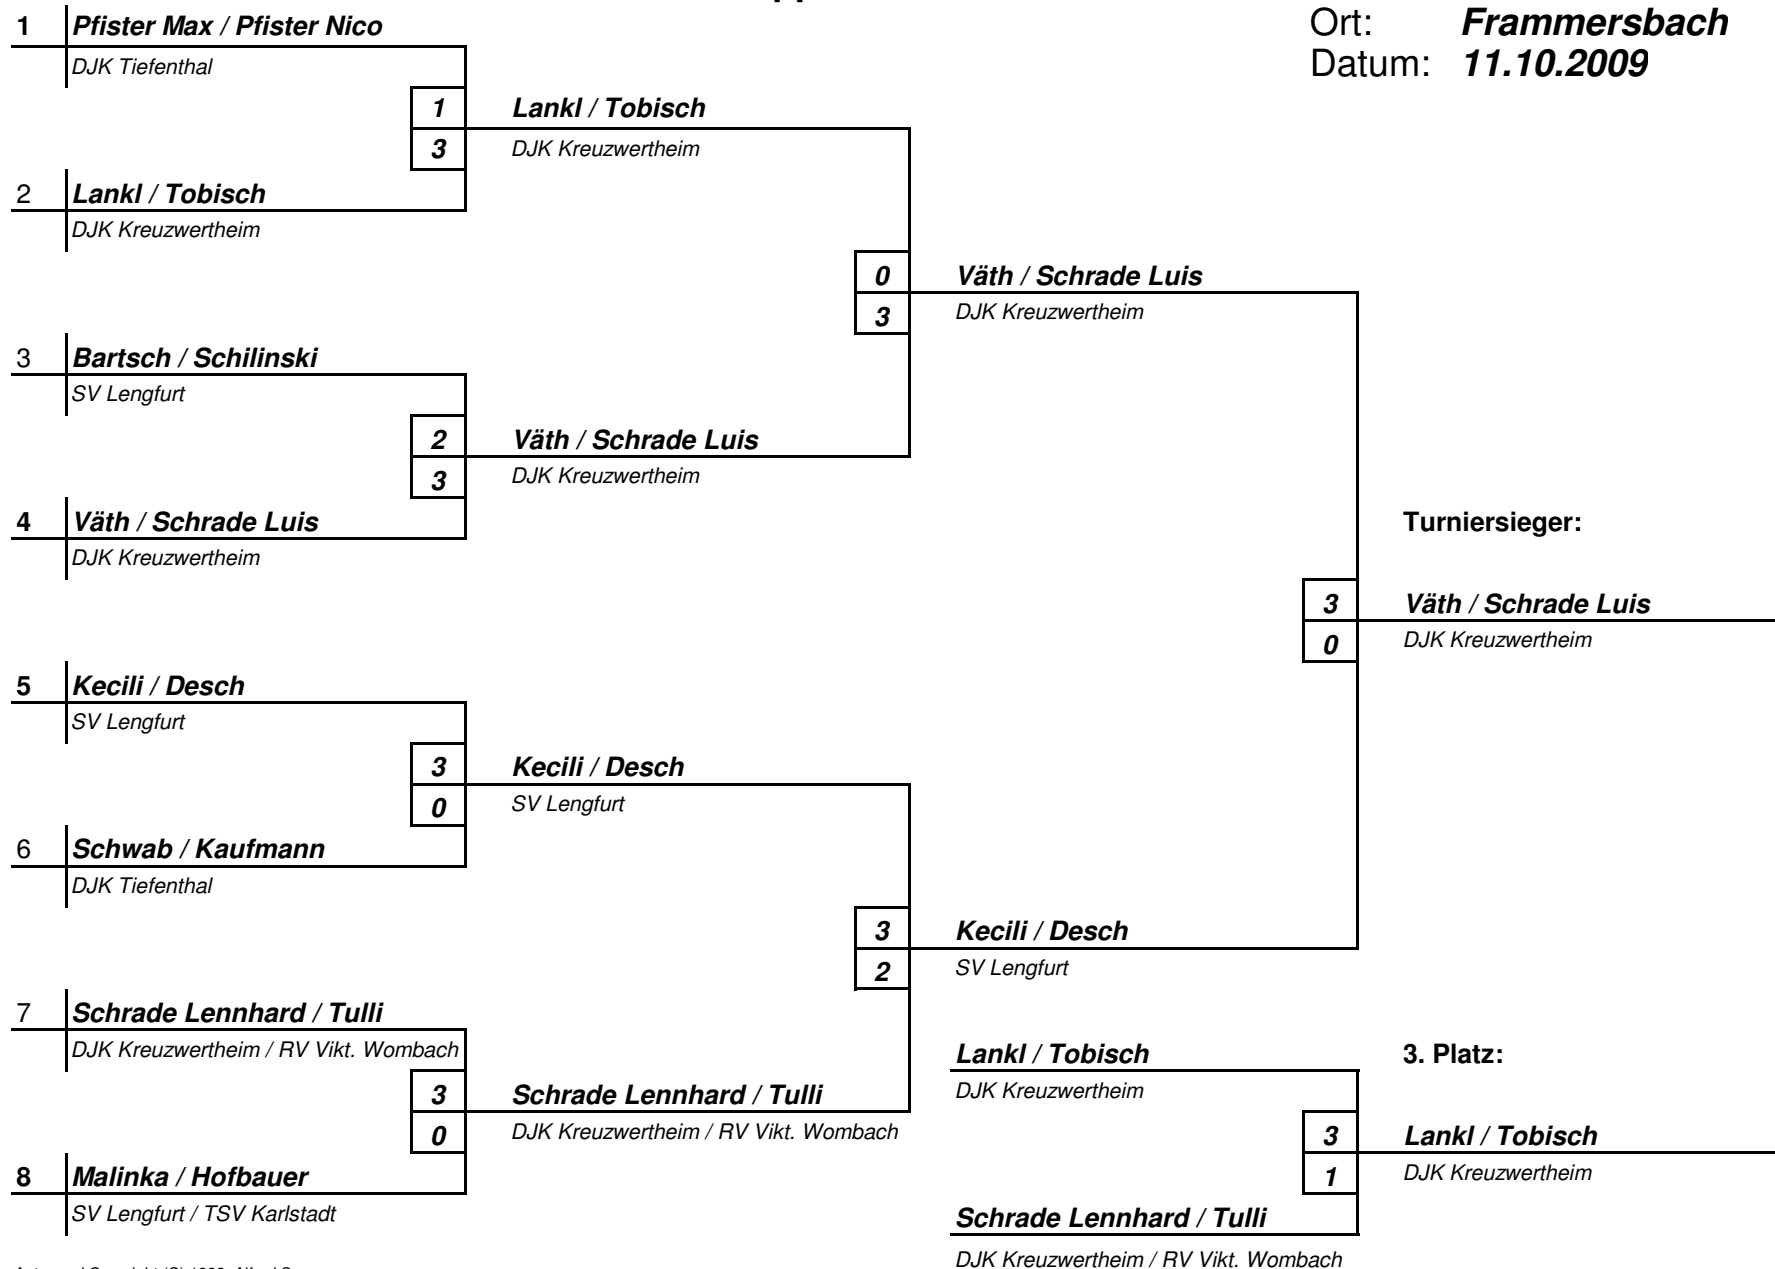 Ort: Frammersbach
Datum: 11.10.2009
1 Pfister Max / Pfister Nico
DJK Tiefenthal
1 Lankl / Tobisch
3 DJK Kreuzwertheim
2 Lankl / Tobisch
DJK Kreuzwertheim
0 Väth / Schrade Luis
3 DJK Kreuzwertheim
3 Bartsch / Schilinski
SV Lengfurt
2 Väth / Schrade Luis
3 DJK Kreuzwertheim
4 Väth / Schrade Luis
DJK Kreuzwertheim
Turniersieger:
3 Väth / Schrade Luis
0 DJK Kreuzwertheim
5 Kecili / Desch
SV Lengfurt
3 Kecili / Desch
0 SV Lengfurt
6 Schwab / Kaufmann
DJK Tiefenthal
3 Kecili / Desch
2 SV Lengfurt
7 Schrade Lennhard / Tulli
DJK Kreuzwertheim / RV Vikt. Wombach
Lankl / Tobisch
3. Platz:
DJK Kreuzwertheim
3 Schrade Lennhard / Tulli
0 DJK Kreuzwertheim / RV Vikt. Wombach
3 Lankl / Tobisch
1 DJK Kreuzwertheim
8 Malinka / Hofbauer
SV Lengfurt / TSV Karlstadt
Schrade Lennhard / Tulli
DJK Kreuzwertheim / RV Vikt. Wombach